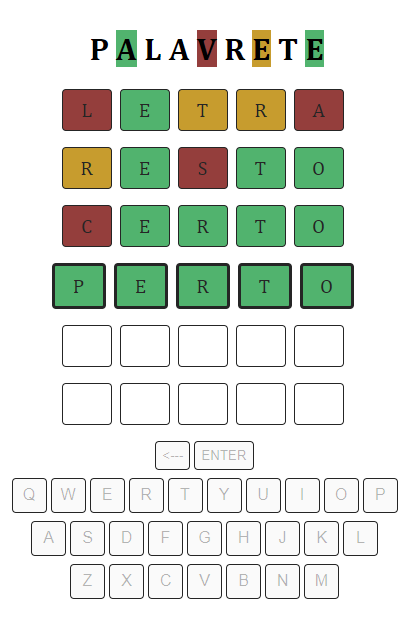 PALAVRETE
L E T R A
R E S T O
C E R T O
P E R T O
<--- ENTER
Q W E R T Y U I O P
A S D F G H J K L
Z X C V B N M